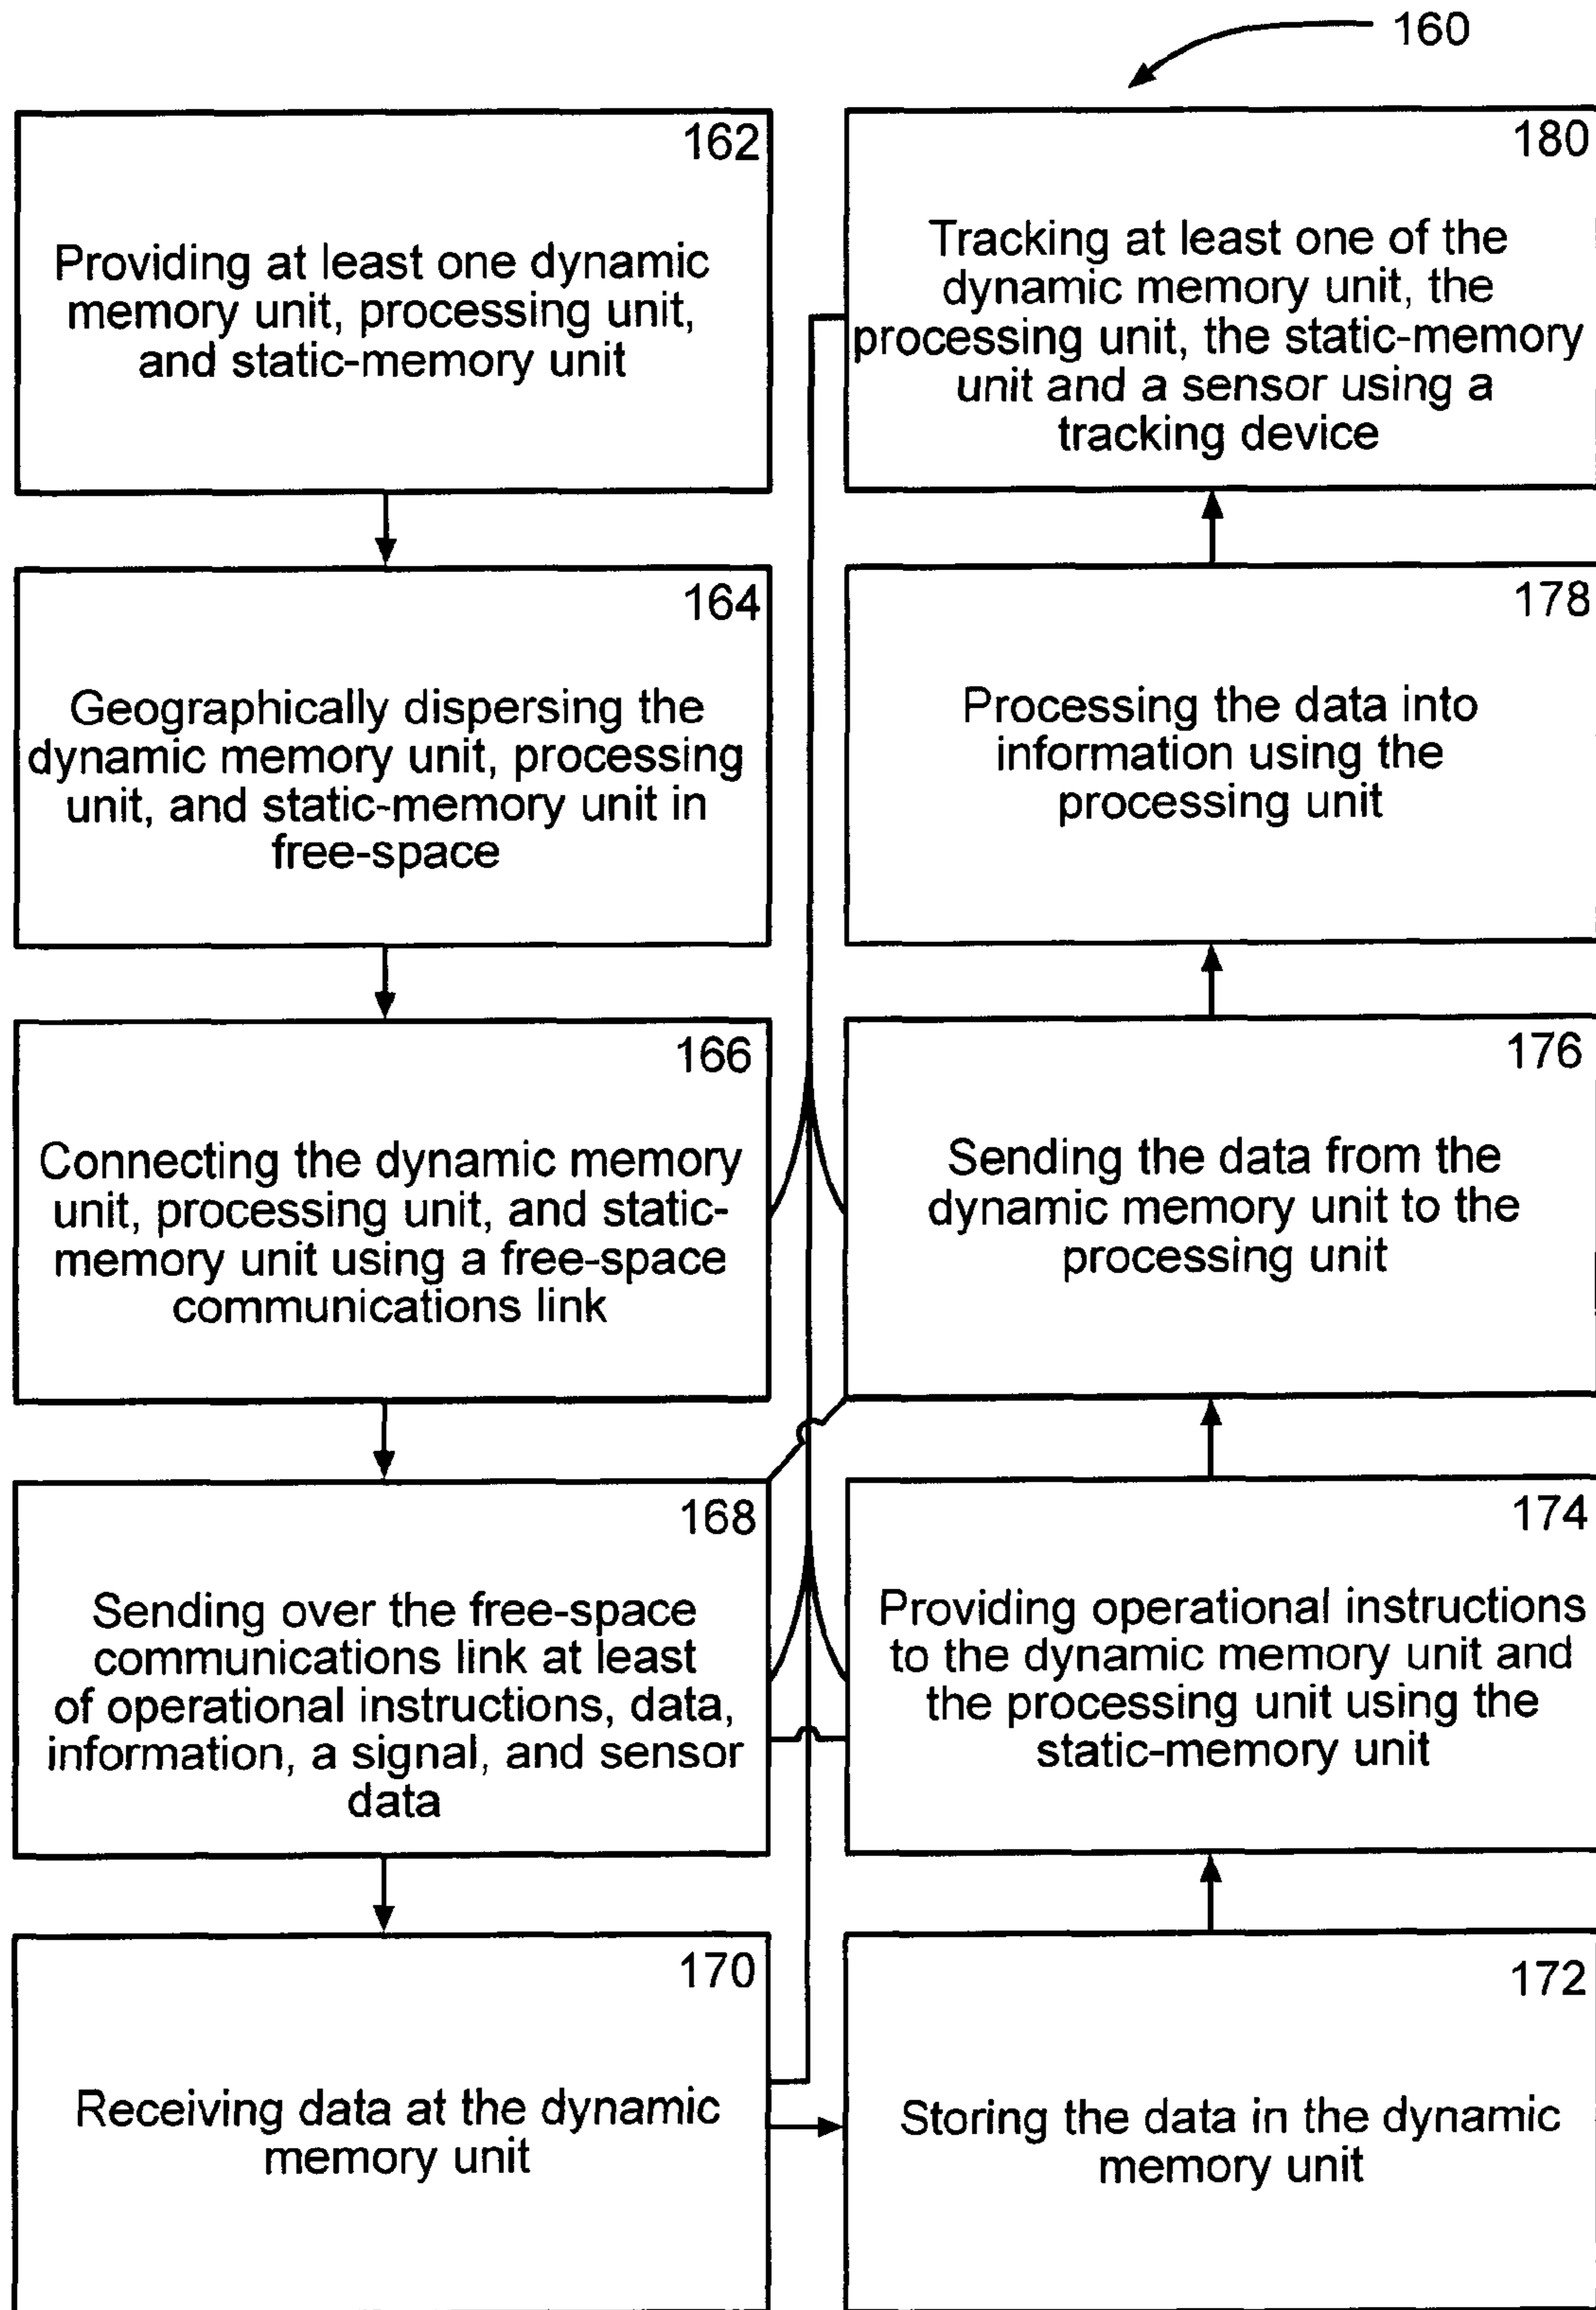 160
162
Providing at least one dynamic
memory unit, processing unit,
and static-memory unit
164
Geographically dispersing the
dynamic memory unit, processing
unit, and static-memory unit in
free-space
166
Connecting the dynamic memory
unit, processing unit, and static-
memory unit using a free-space
communications link
168
Sending over the free-space
communications link at least
of operational instructions, data,
information, a signal, and sensor
data
170
Receiving data at the dynamic
memory unit
172
Storing the data in the dynamic
memory unit
174
Providing operational instructions
to the dynamic memory unit and
the processing unit using the
static-memory unit
176
Sending the data from the
dynamic memory unit to the
processing unit
178
Processing the data into
information using the
processing unit
180
Tracking at least one of the
dynamic memory unit, the
processing unit, the static-memory
unit and a sensor using a
tracking device